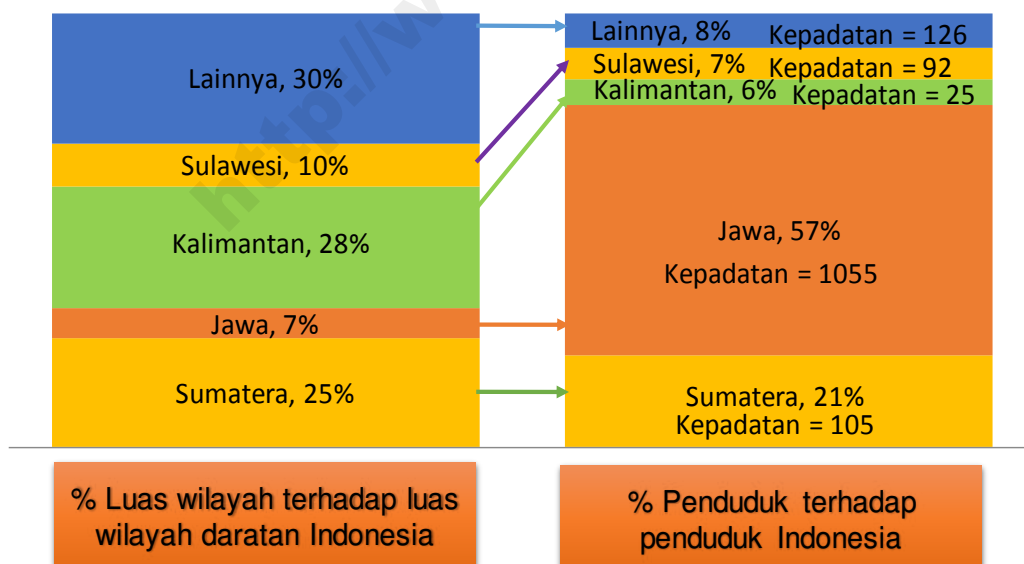 Lainnya, 30%
Sulawesi, 10%
Kalimantan, 28%
Jawa, 7%
Sumatera, 25%
Lainnya, 8% Kepadatan = 126
Sulawesi, 7% Kepadatan = 92
Kalimantan, 6% Kepadatan = 25
Jawa, 57%
Kepadatan = 1055
Sumatera, 21%
Kepadatan = 105
% Luas wilayah terhadap luas
wilayah daratan Indonesia
% Penduduk terhadap
penduduk Indonesia
http://w